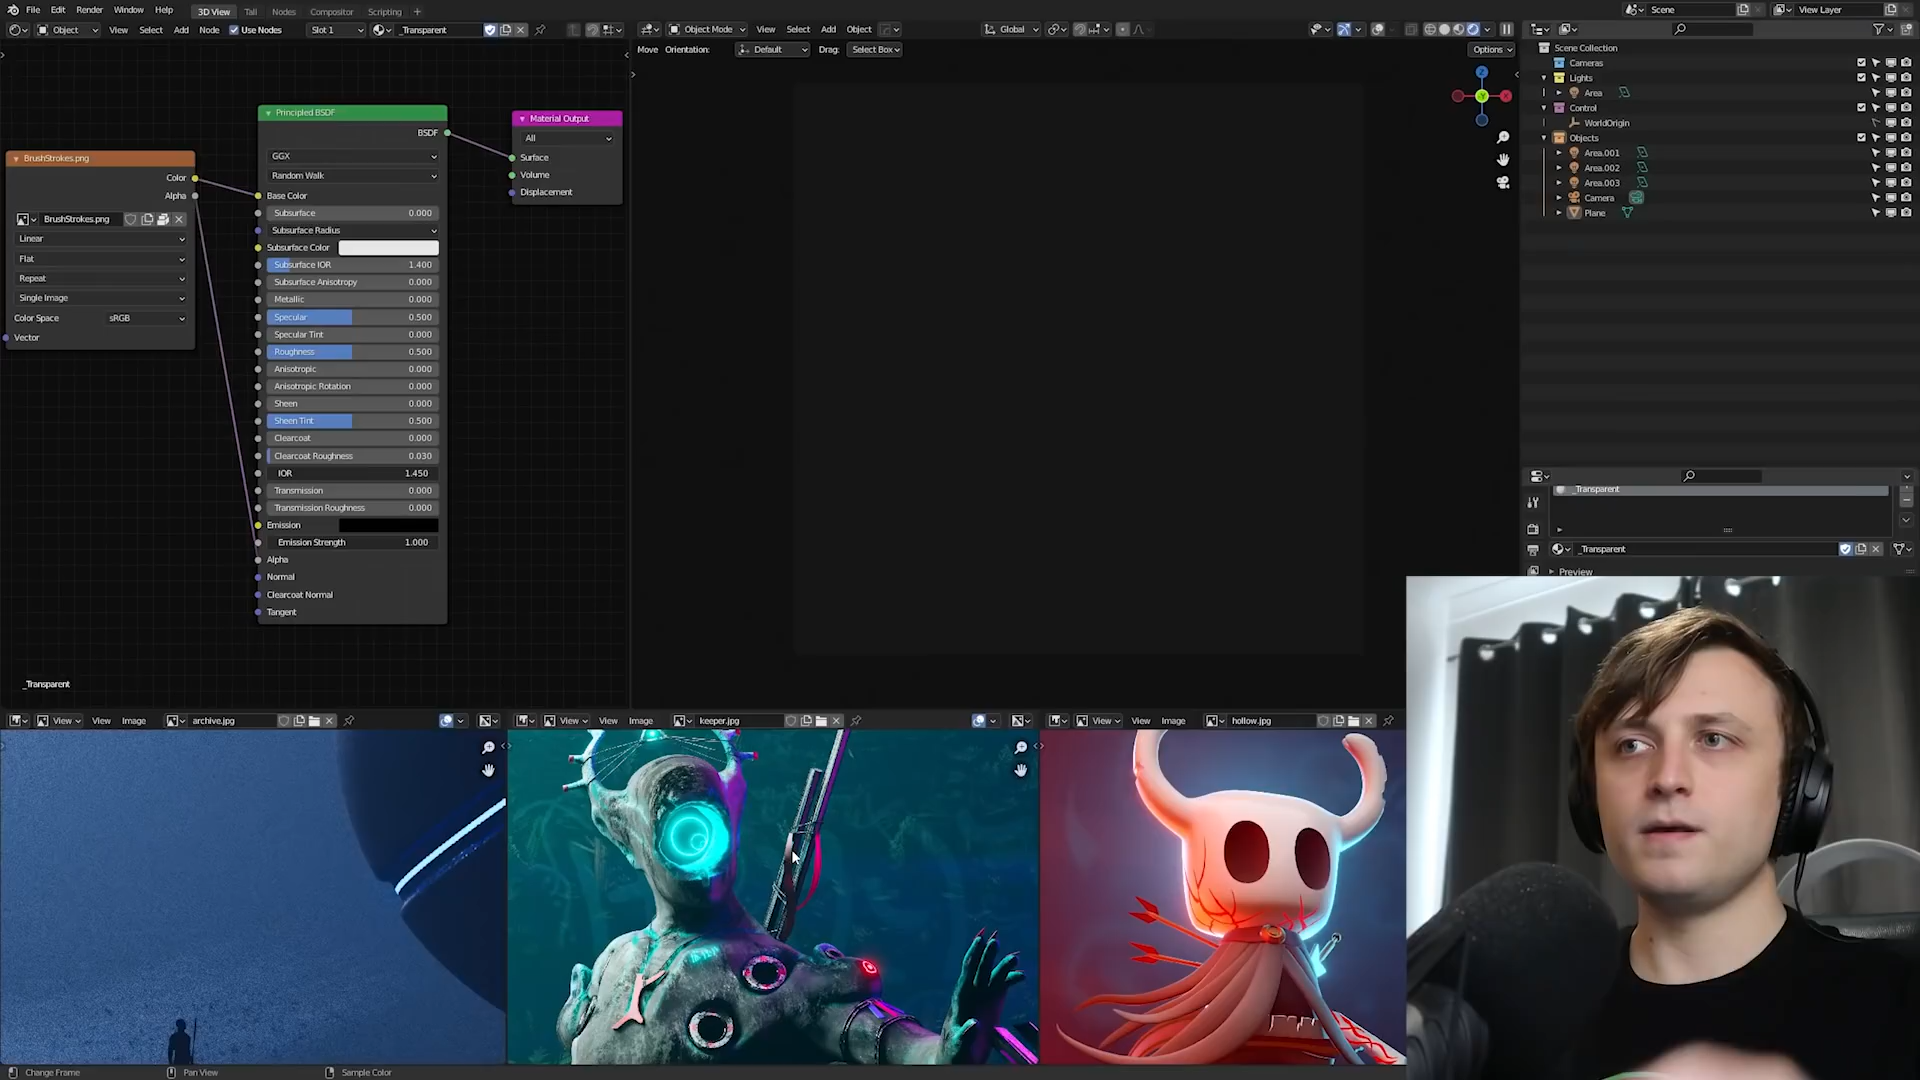 File Edit Render Window Help 3D View Tall Nodes Compositor Scripting + Scene View Layer
Object View Select Add Object Node Use Nodes Slot 1 _Transparent
Object Mode View Select Add Object Global
Move Orientation: Default Drag: Select Box Options
Principled BSDF
BSDF
GGX
Random Walk
Base Color
Subsurface 0.000
Subsurface Radius
Subsurface Color
Subsurface IOR 1.400
Subsurface Anisotropy 0.000
Metallic 0.000
Specular 0.500
Specular Tint 0.000
Roughness 0.500
Anisotropic 0.000
Anisotropic Rotation 0.000
Sheen 0.000
Sheen Tint 0.500
Clearcoat 0.000
Clearcoat Roughness 0.030
IOR 1.450
Transmission 0.000
Transmission Roughness 0.000
Emission
Emission Strength 1.000
Alpha
Normal
Clearcoat Normal
Tangent
Material Output
All
Surface
Volume
Displacement
BrushStrokes.png
Color
Alpha
BrushStrokes.png
Linear
Flat
Repeat
Single Image
Color Space sRGB
Vector
_Transparent
Scene Collection
Cameras
Lights
Area
Control
WorldOrigin
Objects
Area.001
Area.002
Area.003
Camera
Plane
_Transparent
_Transparent
Preview
View View Image archive.jpg
View View Image keeper.jpg
View View Image hollow.jpg
Change Frame Pan View Sample Color